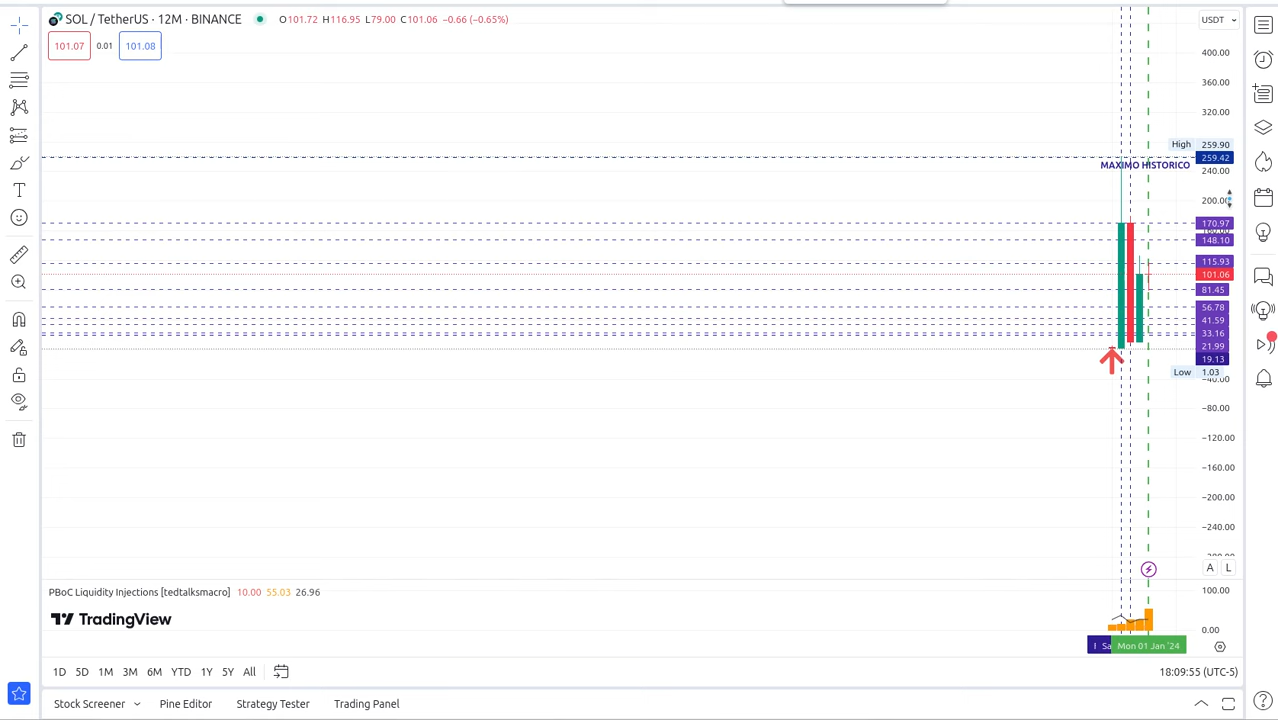 SOL / TetherUS · 12M · BINANCE O101.72 H116.95 L79.00 C101.06 −0.66 (−0.65%)
USDT
101.07 0.01 101.08
400.00
360.00
320.00
High 259.90
259.42
MAXIMO HISTORICO
240.00
200.00
170.97
148.10
115.93
101.06
81.45
56.78
41.59
33.16
21.99
19.13
Low 1.03
−40.00
−80.00
−120.00
−160.00
−200.00
−240.00
A L
PBoC Liquidity Injections [tedtalksmacro] 10.00 55.03 26.96
100.00
TradingView
0.00
Sa Mon 01 Jan '24
1D 5D 1M 3M 6M YTD 1Y 5Y All
18:09:55 (UTC-5)
Stock Screener Pine Editor Strategy Tester Trading Panel